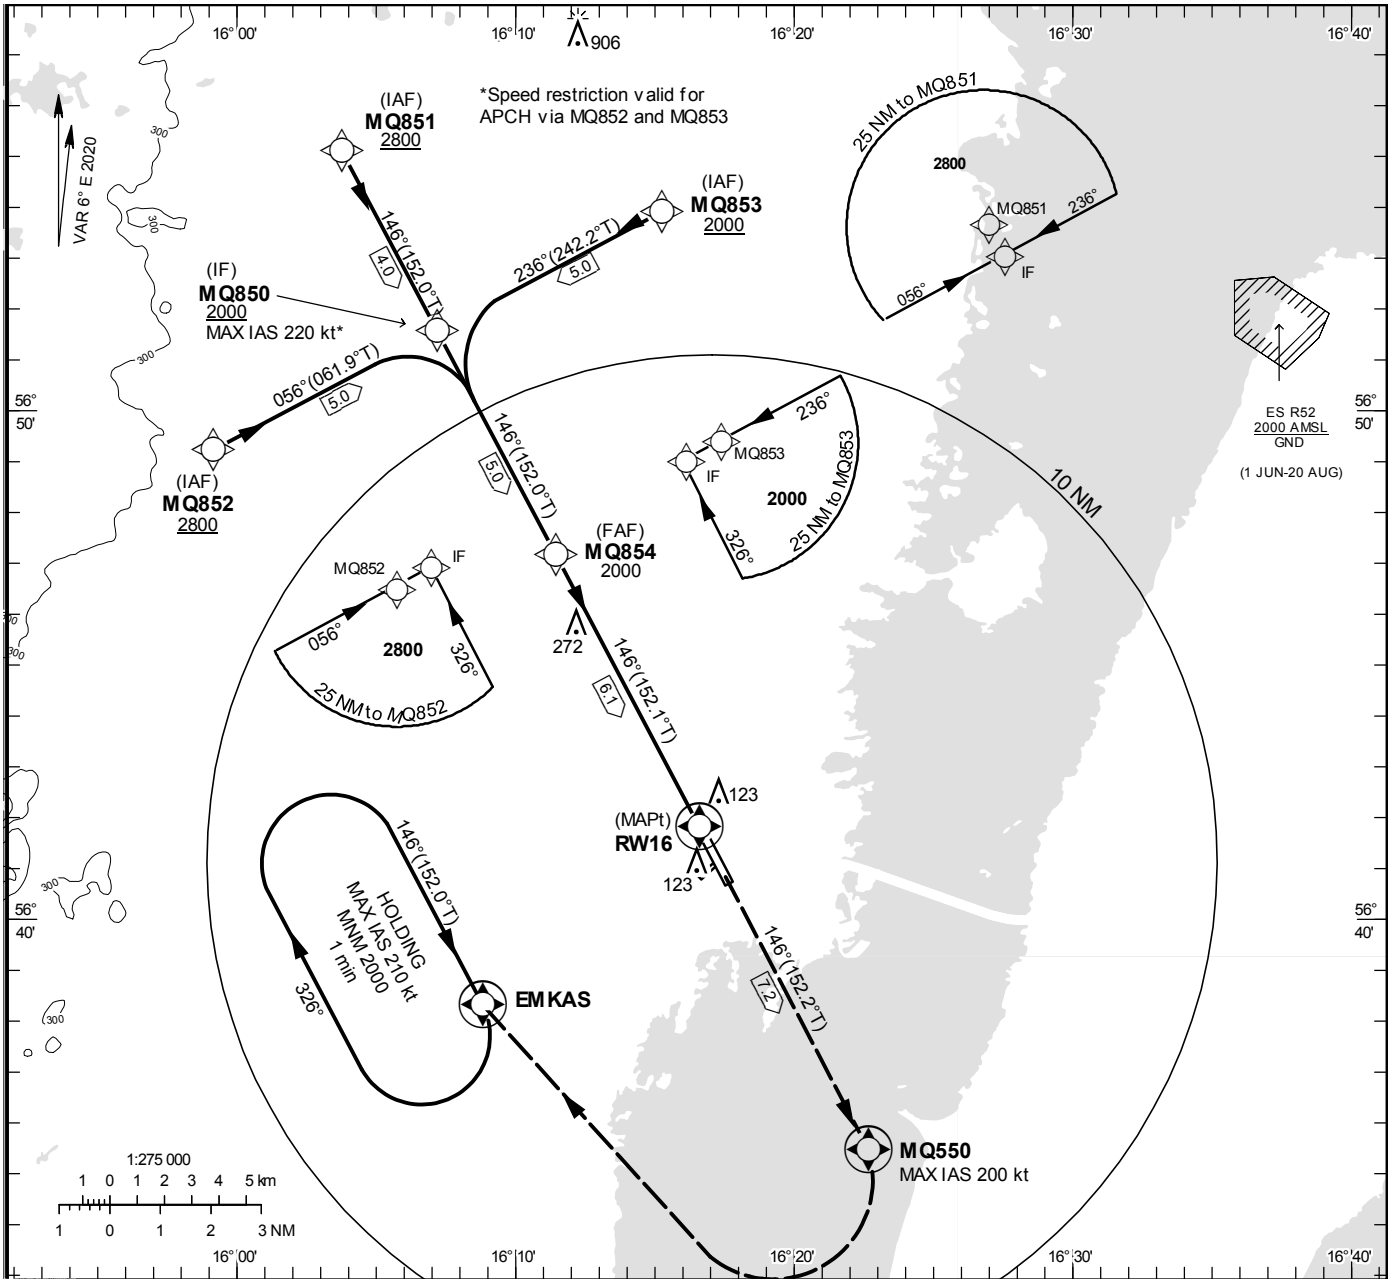 16°00'
16°10'
16°20'
16°30'
16°40'
906
*Speed restriction valid for
APCH via MQ852 and MQ853
(IAF)
MQ851
2800
(IAF)
MQ853
2000
25 NM to MQ851
2800
MQ851
236°
IF
056°
VAR 6° E 2020
300
300
146°(152.0°T)
4.0
236°(242.2°T)
5.0
(IF)
MQ850
2000
MAX IAS 220 kt*
300
056°(061.9°T)
5.0
56°
50'
56°
50'
ES R52
2000 AMSL
GND
(1 JUN-20 AUG)
(IAF)
MQ852
2800
146°(152.0°T)
5.0
236°
MQ853
IF
2000
25 NM to MQ853
326°
10 NM
(FAF)
MQ854
2000
272
MQ852
IF
056°
2800
326°
25 NM to MQ852
300
146°(152.1°T)
6.1
123
(MAPt)
RW16
123
146°(152.0°T)
HOLDING
MAX IAS 210 kt
MNM 2000
1 min
326°
EMKAS
300
300
56°
40'
56°
40'
146°(152.2°T)
7.2
MQ550
MAX IAS 200 kt
1:275 000
1 0 1 2 3 4 5 km
1 0 1 2 3 NM
16°00'
16°10'
16°20'
16°30'
16°40'